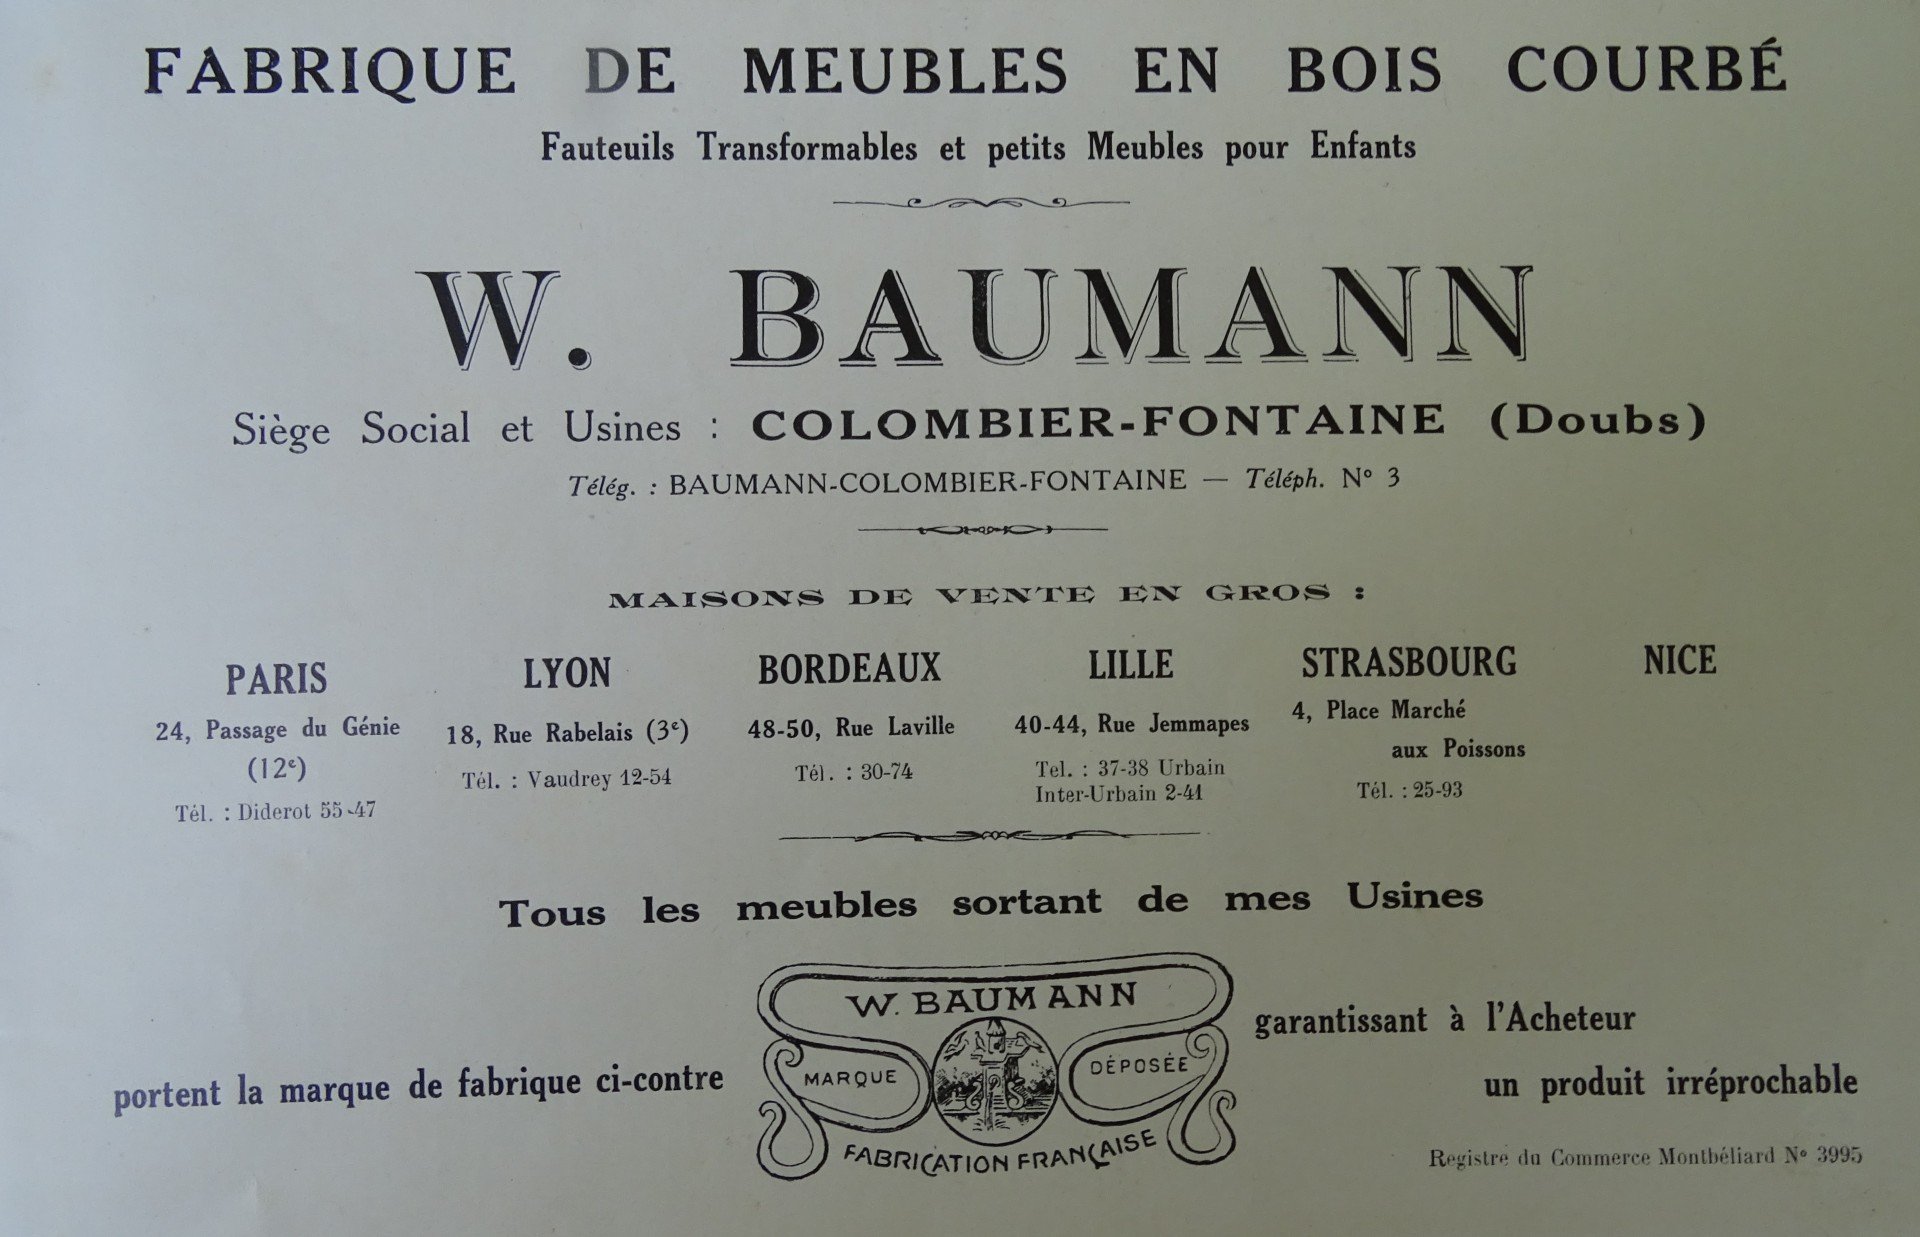 FABRIQUE DE MEUBLES EN BOIS COURBÉ
Fauteuils Transformables et petits Meubles pour Enfants
W. BAUMANN
Siège Social et Usines : COLOMBIER-FONTAINE (Doubs)
Télég. : BAUMANN-COLOMBIER-FONTAINE — Téléph. N° 3
MAISONS DE VENTE EN GROS :
PARIS
24, Passage du Génie
(12e)
Tél. : Diderot 55-47
LYON
18, Rue Rabelais (3e)
Tél. : Vaudrey 12-54
BORDEAUX
48-50, Rue Laville
Tél. : 30-74
LILLE
40-44, Rue Jemmapes
Tel. : 37-38 Urbain
Inter-Urbain 2-41
STRASBOURG
4, Place Marché
aux Poissons
Tél. : 25-93
NICE
Tous les meubles sortant de mes Usines
portent la marque de fabrique ci-contre
W. BAUMANN
MARQUE DÉPOSÉE
FABRICATION FRANÇAISE
garantissant à l'Acheteur
un produit irréprochable
Registre du Commerce Montbéliard N° 3995